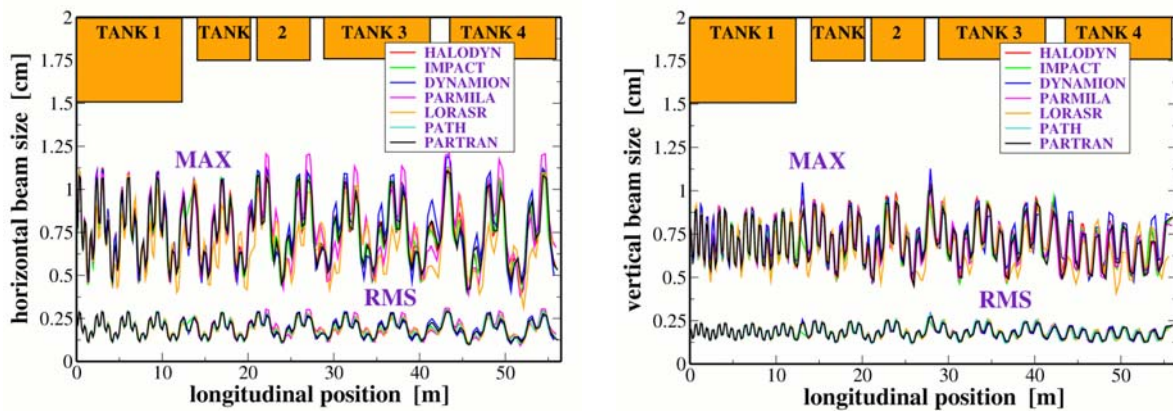 TANK 1 TANK 2 TANK 3 TANK 4
HALODYN
IMPACT
DYNAMION
PARMILA
LORASR
PATH
PARTRAN
MAX
RMS
2
1.75
1.5
1.25
1
0.75
0.5
0.25
0
horizontal beam size [cm]
0 10 20 30 40 50
longitudinal position [m]
TANK 1 TANK 2 TANK 3 TANK 4
HALODYN
IMPACT
DYNAMION
PARMILA
LORASR
PATH
PARTRAN
MAX
RMS
2
1.75
1.5
1.25
1
0.75
0.5
0.25
0
vertical beam size [cm]
0 10 20 30 40 50
longitudinal position [m]